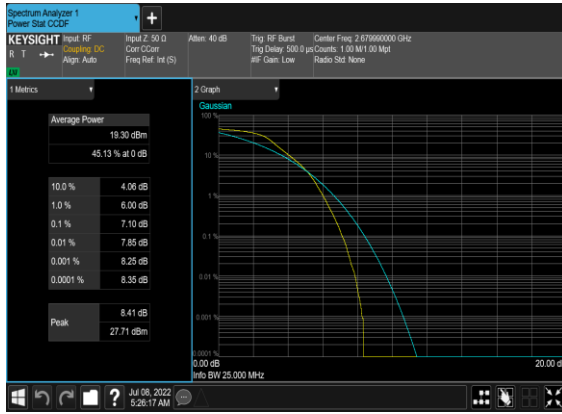 Spectrum Analyzer 1
Power Stat CCDF
+
KEYSIGHT
R T
LU
Input: RF
Coupling: DC
Align: Auto
Input Z: 50 Ω
Corr CCorr
Freq Ref: Int (S)
Atten: 40 dB
Trig: RF Burst
Trig Delay: 500.0 µs
#IF Gain: Low
Center Freq: 2.679990000 GHz
Counts: 1.00 M/1.00 Mpt
Radio Std: None
1 Metrics
Average Power
19.30 dBm
45.13 % at 0 dB
10.0 % 4.06 dB
1.0 % 6.00 dB
0.1 % 7.10 dB
0.01 % 7.85 dB
0.001 % 8.25 dB
0.0001 % 8.35 dB
Peak
8.41 dB
27.71 dBm
2 Graph
Gaussian
100 %
10 %
1 %
0.1 %
0.01 %
0.001 %
0.0001 %
0.00 dB
20.00 dB
Info BW 25.000 MHz
?
Jul 08, 2022
5:26:17 AM